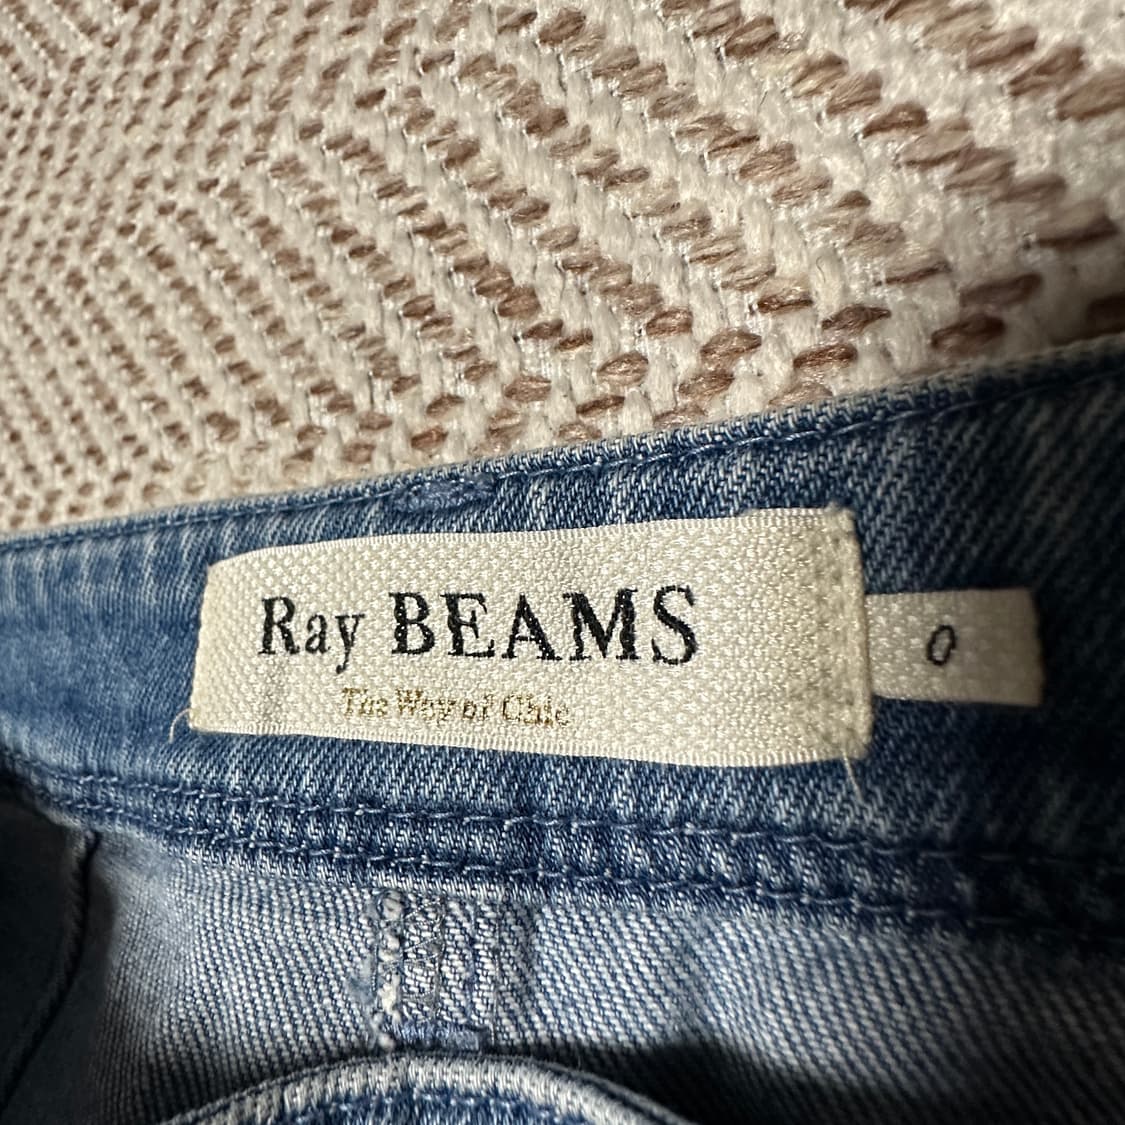 Ray BEAMS
The Way of Chic
0